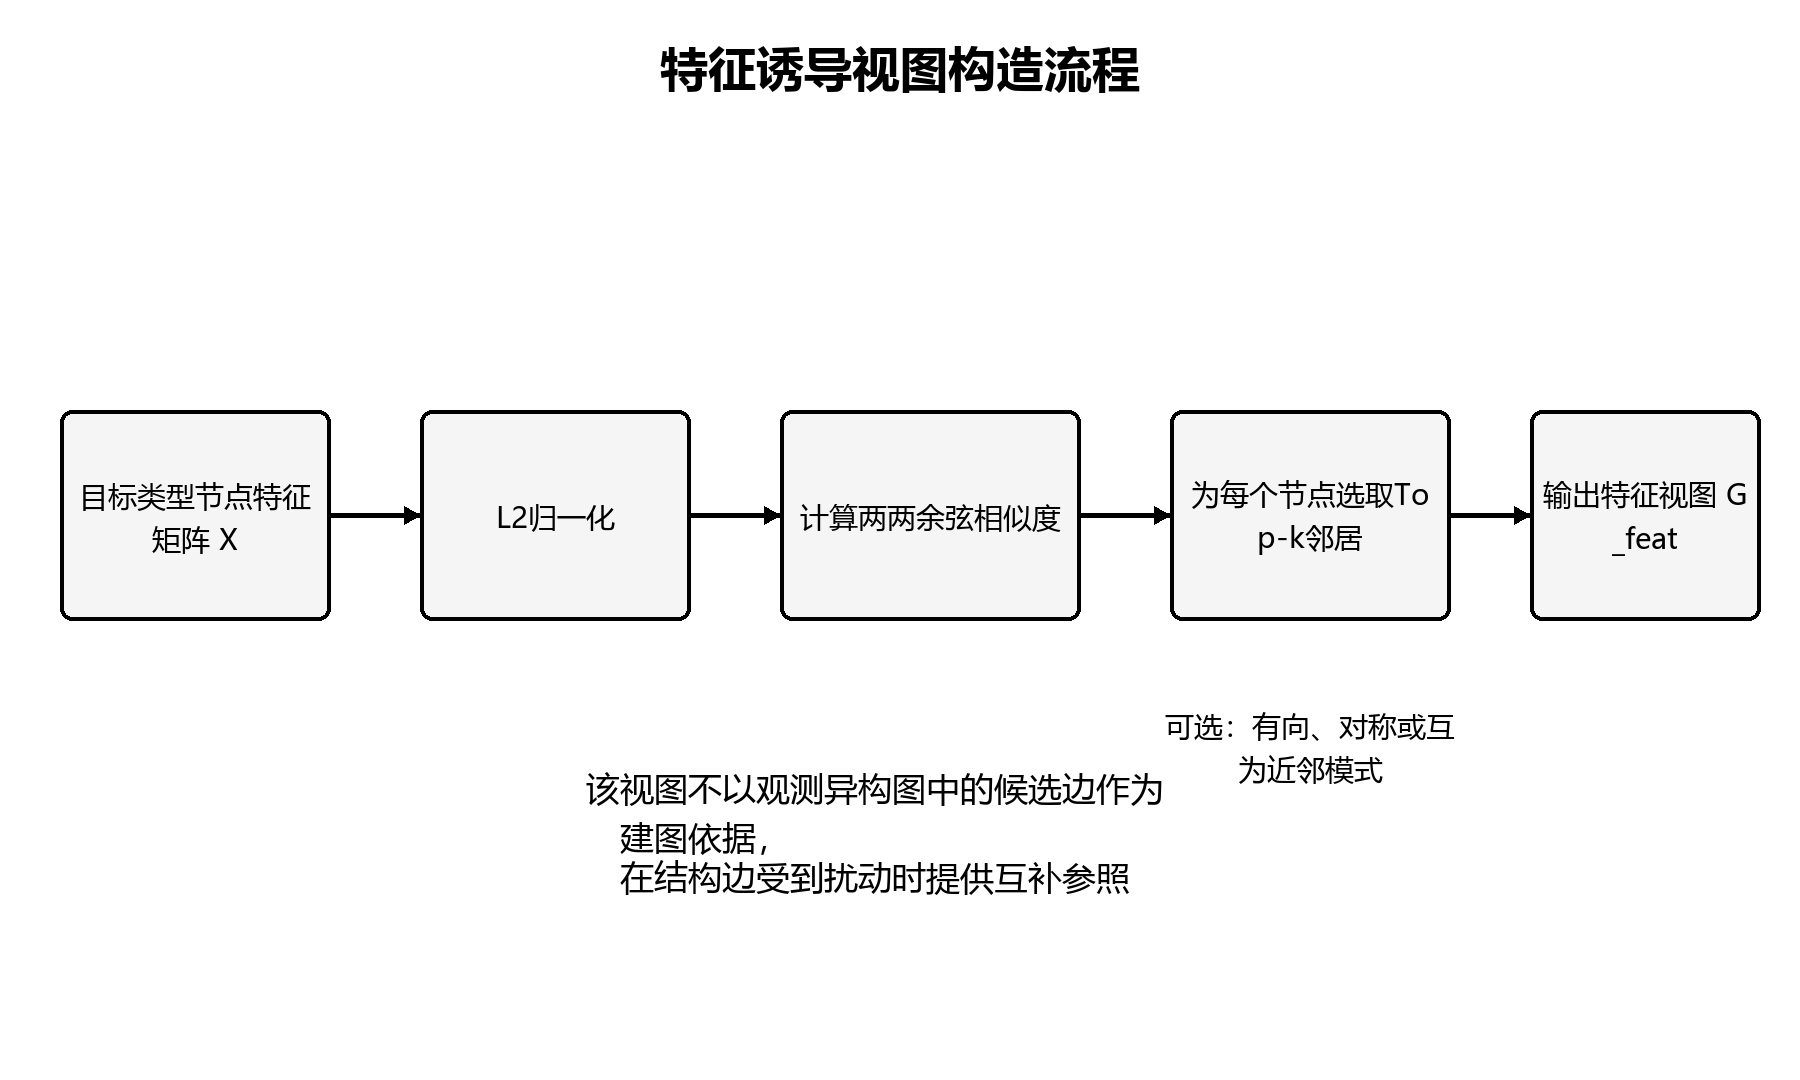 特征诱导视图构造流程
目标类型节点特征
矩阵 X
L2归一化
计算两两余弦相似度
为每个节点选取To
p-k邻居
输出特征视图 G
_feat
可选：有向、对称或互
为近邻模式
该视图不以观测异构图中的候选边作为
建图依据，
在结构边受到扰动时提供互补参照